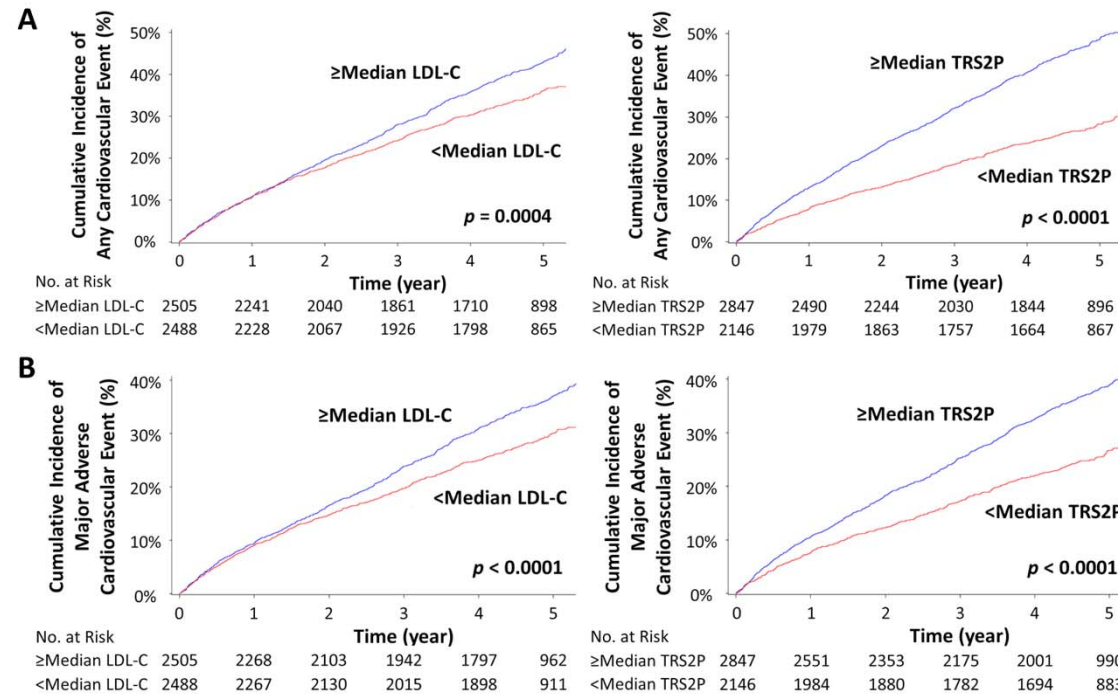 A
Cumulative Incidence of
Any Cardiovascular Event (%)
50%
40%
30%
20%
10%
0%
≥Median LDL-C
<Median LDL-C
p = 0.0004
0 1 2 3 4 5
Time (year)
No. at Risk
≥Median LDL-C 2505 2241 2040 1861 1710 898
<Median LDL-C 2488 2228 2067 1926 1798 865
Cumulative Incidence of
Any Cardiovascular Event (%)
50%
40%
30%
20%
10%
0%
≥Median TRS2P
<Median TRS2P
p < 0.0001
0 1 2 3 4 5
Time (year)
No. at Risk
≥Median TRS2P 2847 2490 2244 2030 1844 896
<Median TRS2P 2146 1979 1863 1757 1664 867
B
Cumulative Incidence of
Major Adverse
Cardiovascular Event (%)
40%
30%
20%
10%
0%
≥Median LDL-C
<Median LDL-C
p < 0.0001
0 1 2 3 4 5
Time (year)
No. at Risk
≥Median LDL-C 2505 2268 2103 1942 1797 962
<Median LDL-C 2488 2267 2130 2015 1898 911
Cumulative Incidence of
Major Adverse
Cardiovascular Event (%)
40%
30%
20%
10%
0%
≥Median TRS2P
<Median TRS2P
p < 0.0001
0 1 2 3 4 5
Time (year)
No. at Risk
≥Median TRS2P 2847 2551 2353 2175 2001 990
<Median TRS2P 2146 1984 1880 1782 1694